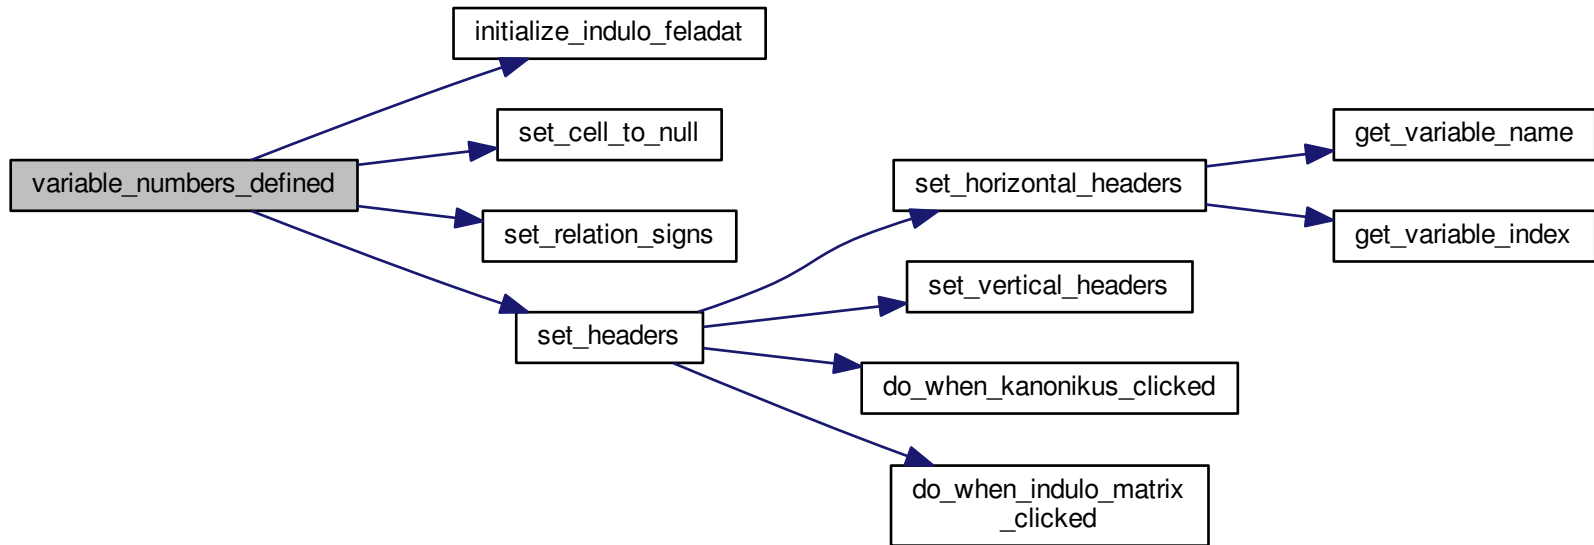 initialize_indulo_feladat
set_cell_to_null
variable_numbers_defined
set_relation_signs
set_headers
set_horizontal_headers
set_vertical_headers
do_when_kanonikus_clicked
do_when_indulo_matrix
_clicked
get_variable_name
get_variable_index